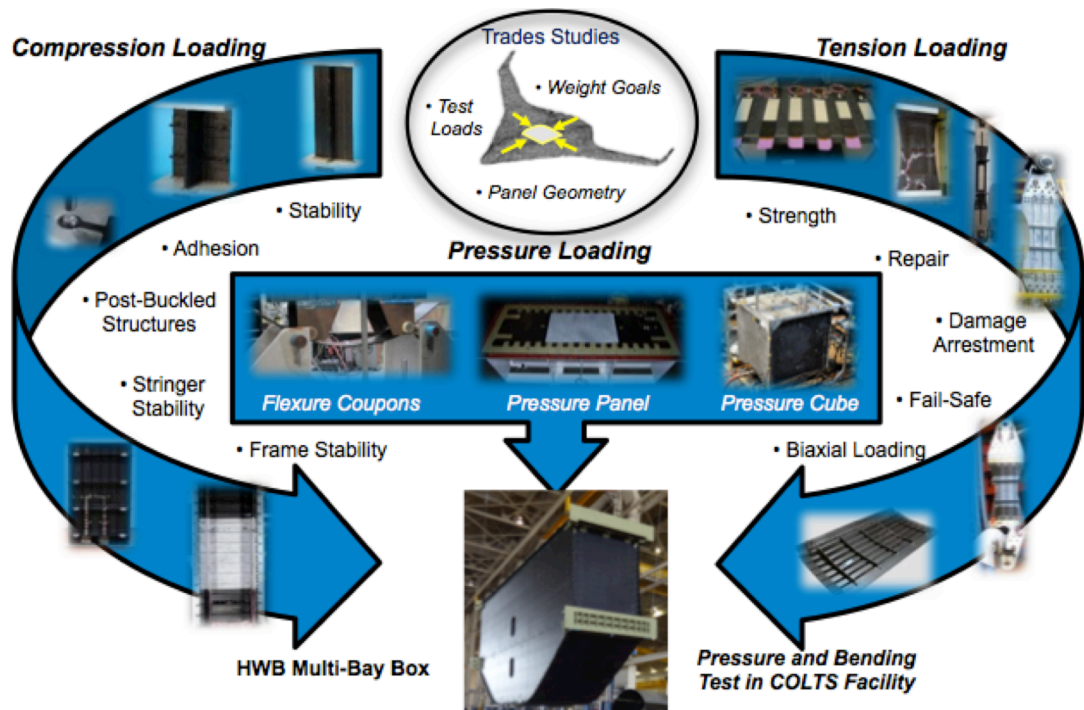 Compression Loading
Trades Studies
• Weight Goals
• Test
Loads
• Panel Geometry
Tension Loading
• Stability
• Adhesion
• Post-Buckled
Structures
• Stringer
Stability
• Frame Stability
Pressure Loading
Flexure Coupons
Pressure Panel
Pressure Cube
• Strength
• Repair
• Damage
Arrestment
• Fail-Safe
• Biaxial Loading
HWB Multi-Bay Box
Pressure and Bending
Test in COLTS Facility